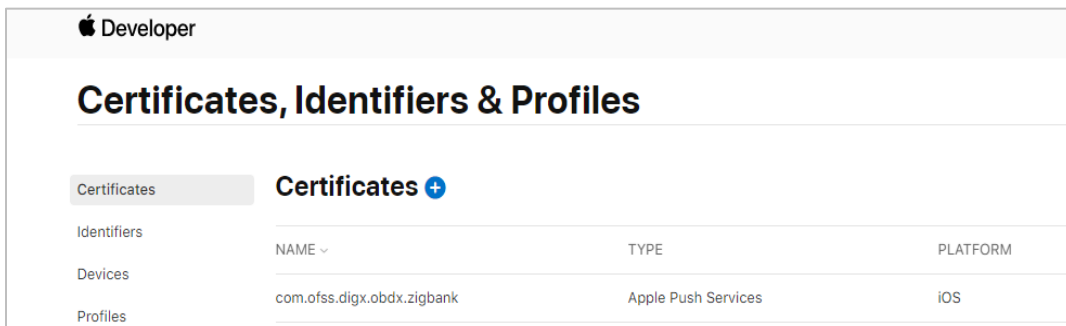 Developer
Certificates, Identifiers & Profiles
Certificates
Identifiers
Devices
Profiles
Certificates
NAME TYPE PLATFORM
com.ofss.digx.obdx.zigbank Apple Push Services iOS